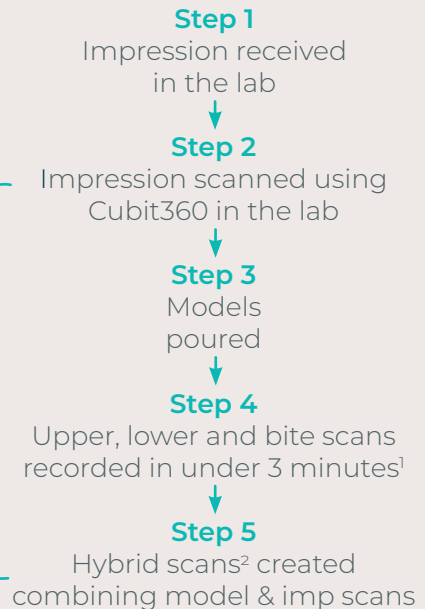 Step 1
Impression received
in the lab
Step 2
Impression scanned using
Cubit360 in the lab
Step 3
Models
poured
Step 4
Upper, lower and bite scans
recorded in under 3 minutes¹
Step 5
Hybrid scans² created
combining model & imp scans